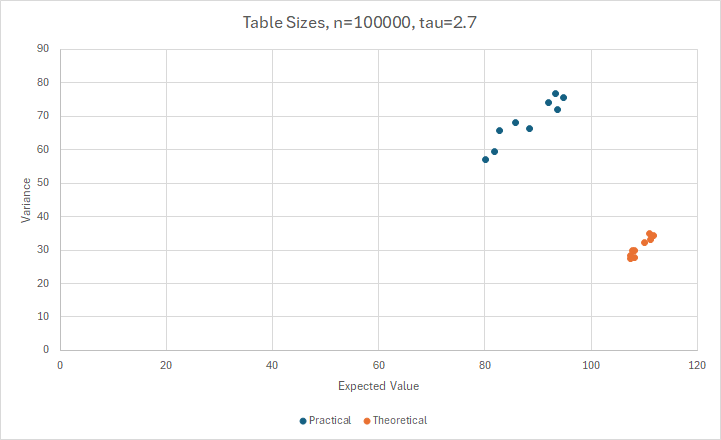 Table Sizes, n=100000, tau=2.7
90
80
70
60
50
40
30
20
10
0
Variance
0 20 40 60 80 100 120
Expected Value
Practical Theoretical